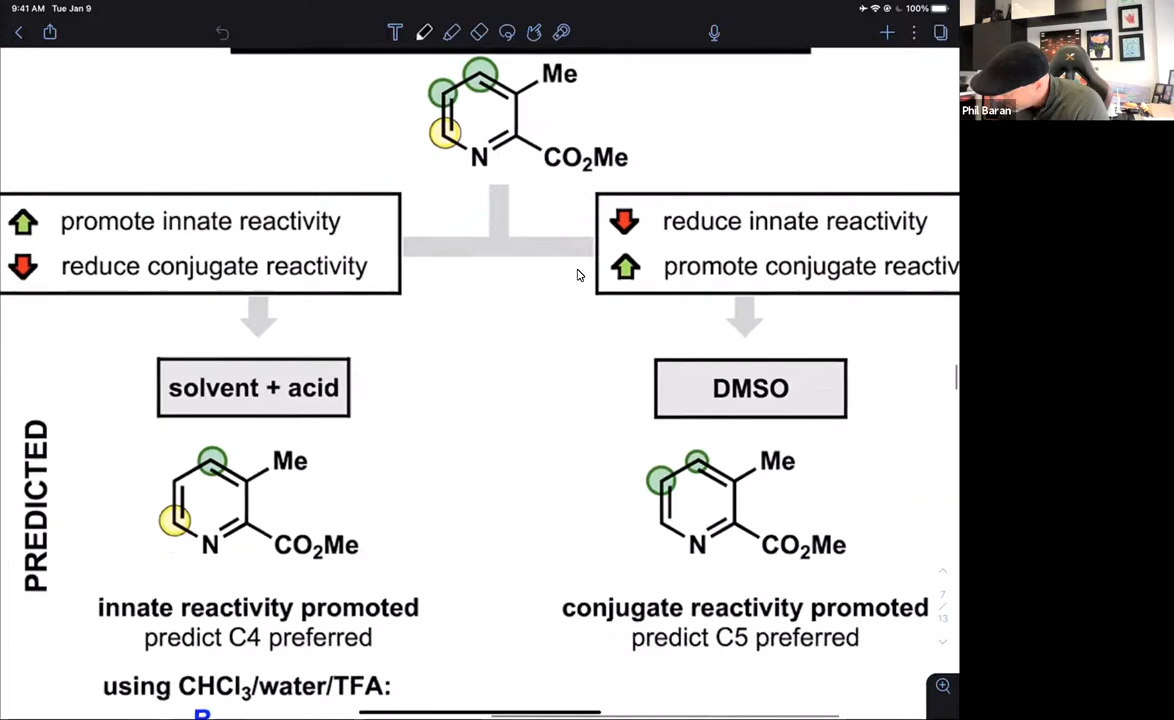 9:41 AM Tue Jan 9
100%
Me
N
CO₂Me
promote innate reactivity
reduce conjugate reactivity
reduce innate reactivity
promote conjugate reactiv
solvent + acid
DMSO
PREDICTED
Me
N
CO₂Me
Me
N
CO₂Me
innate reactivity promoted
predict C4 preferred
conjugate reactivity promoted
predict C5 preferred
using CHCl₃/water/TFA:
7
13
Phil Baran